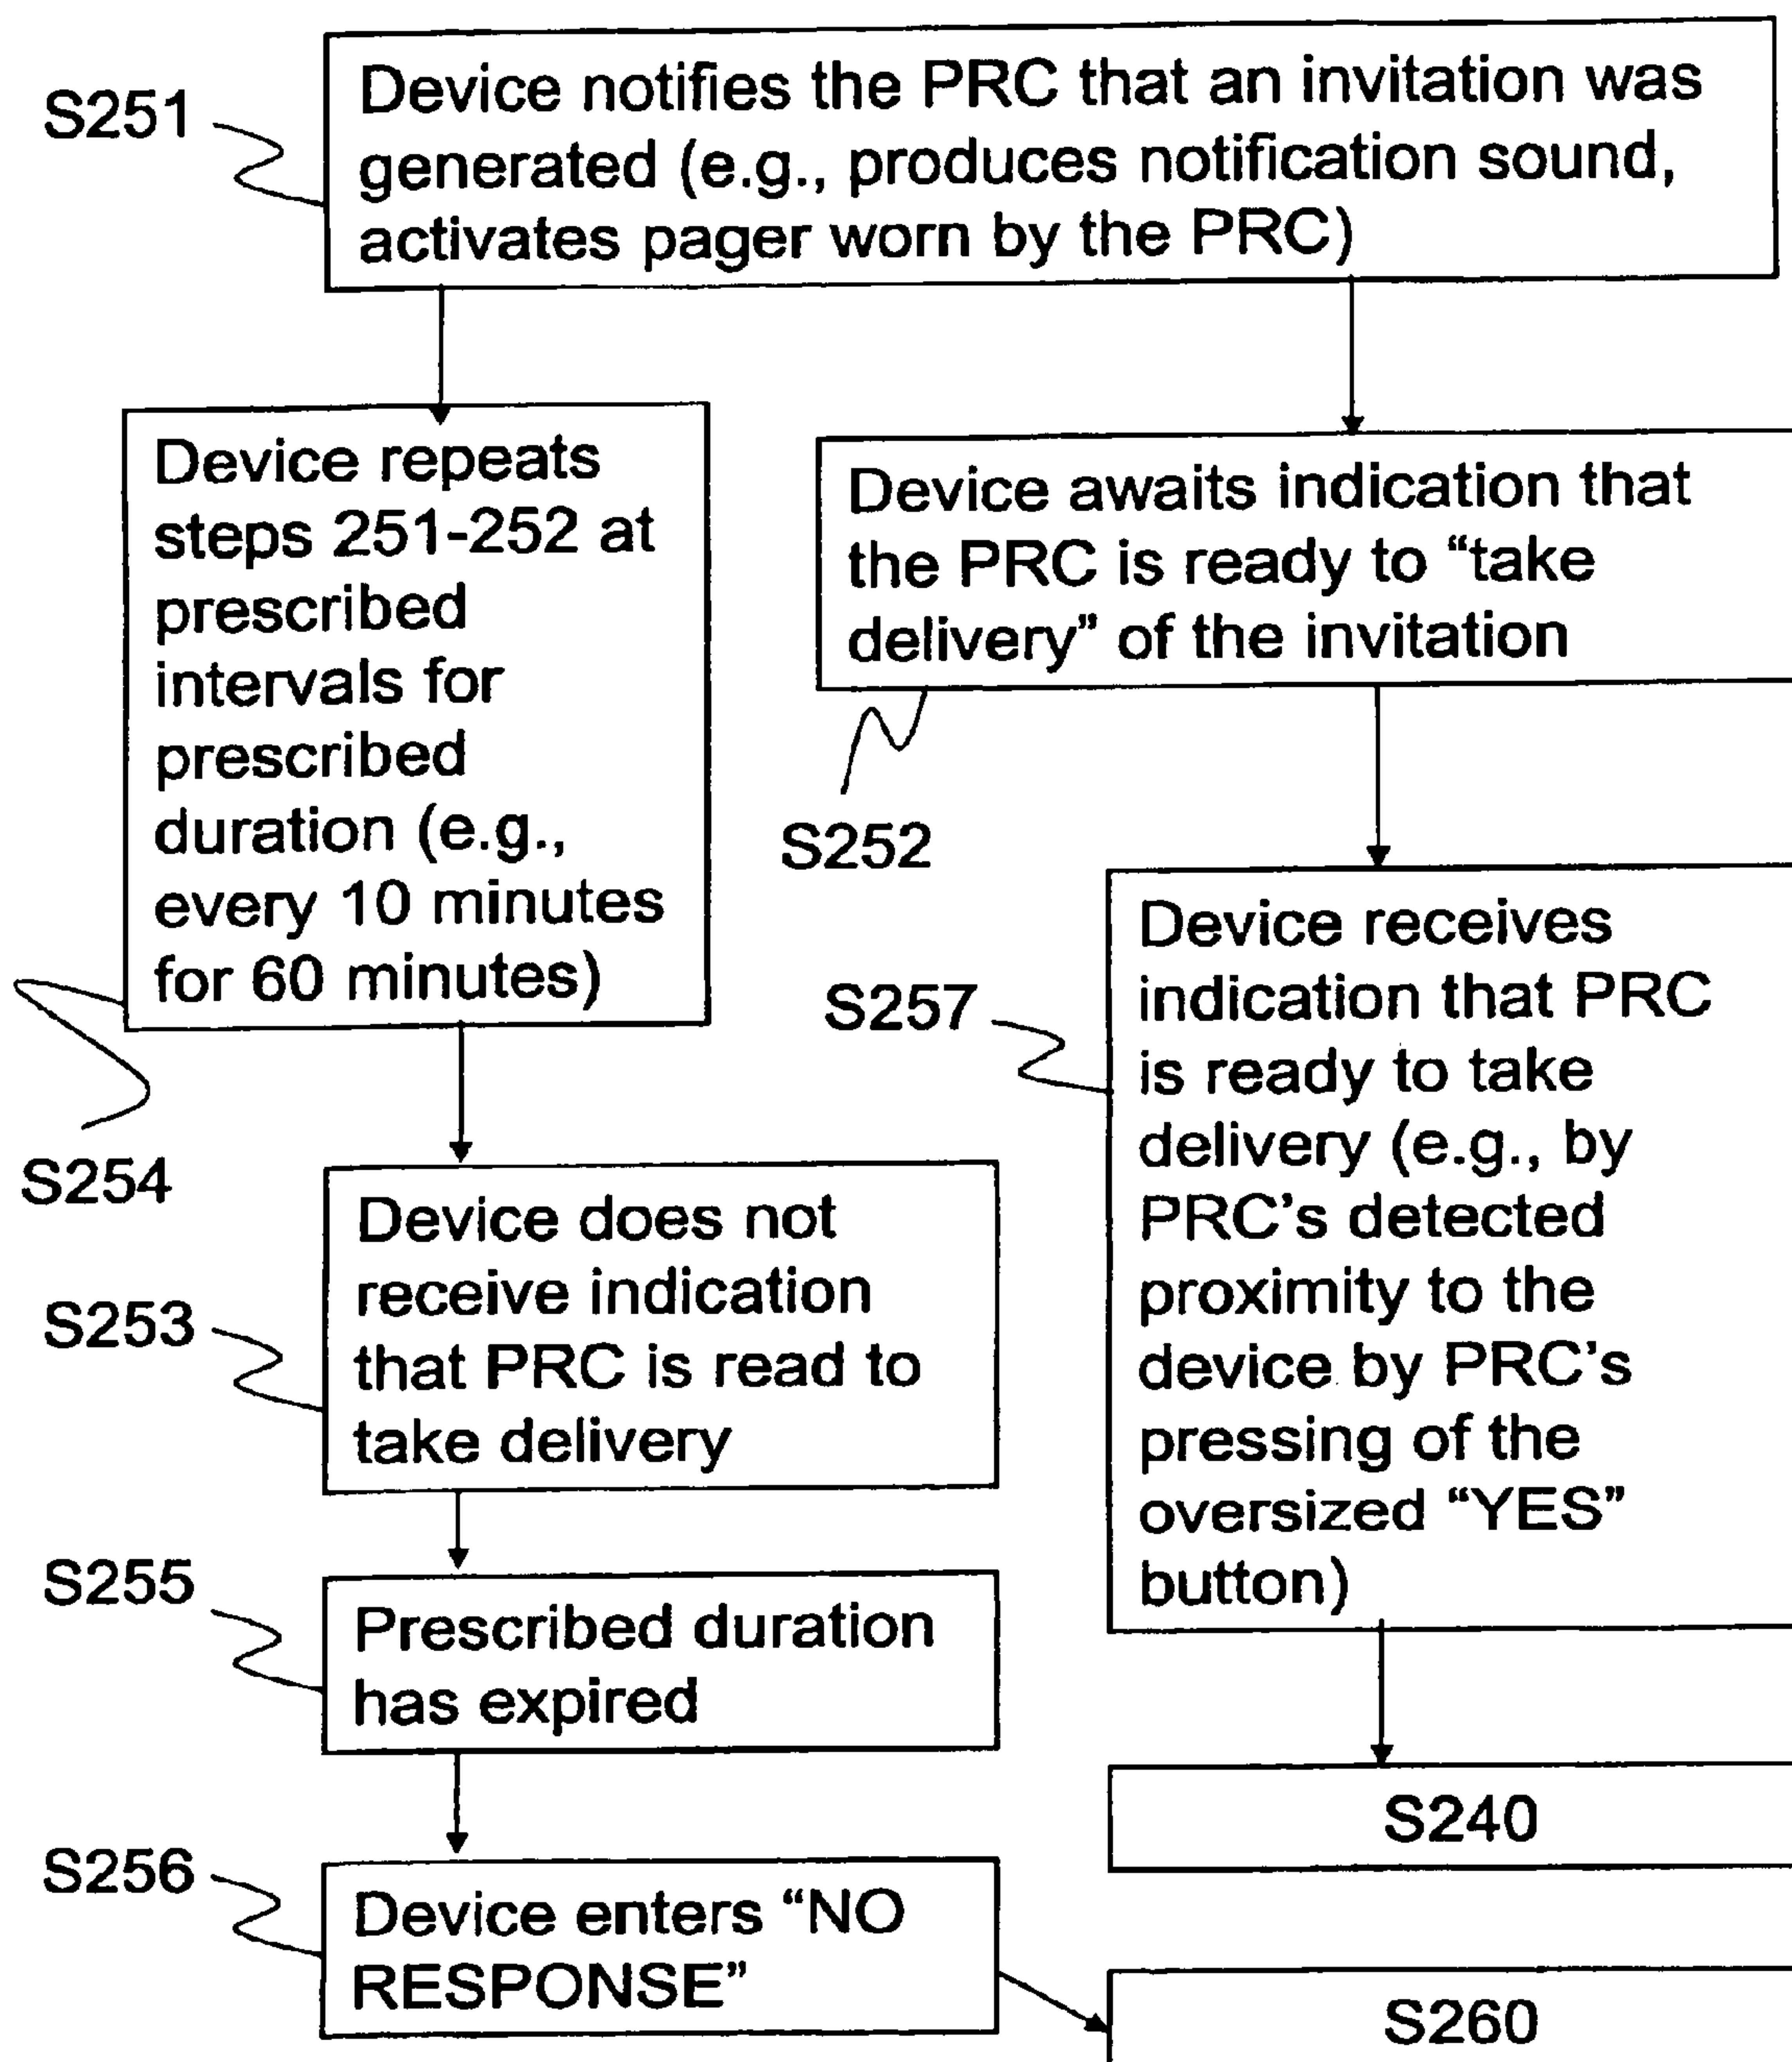 S251
Device notifies the PRC that an invitation was
generated (e.g., produces notification sound,
activates pager worn by the PRC)
Device repeats
steps 251-252 at
prescribed
intervals for
prescribed
duration (e.g.,
every 10 minutes
for 60 minutes)
S254
Device awaits indication that
the PRC is ready to “take
delivery” of the invitation
S252
S257
Device receives
indication that PRC
is ready to take
delivery (e.g., by
PRC’s detected
proximity to the
device by PRC’s
pressing of the
oversized “YES”
button)
S253
Device does not
receive indication
that PRC is read to
take delivery
S255
Prescribed duration
has expired
S240
S256
Device enters “NO
RESPONSE”
S260